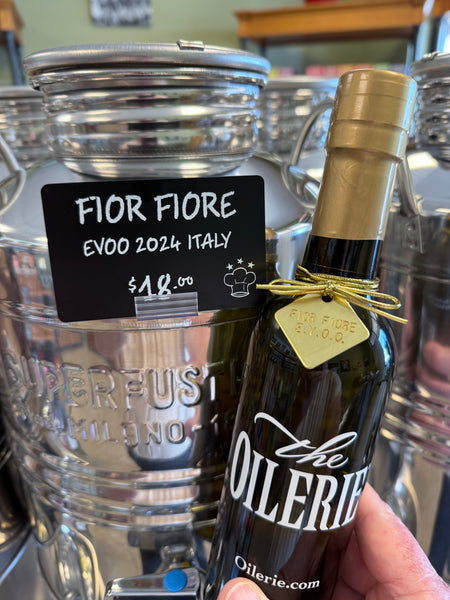 FIOR FIORE
EVOO 2024 ITALY
$18.00
SUPERFUSTI
MILANO
FIOR FIORE
E.V.O.O.
the
OILERIE
Oilerie.com